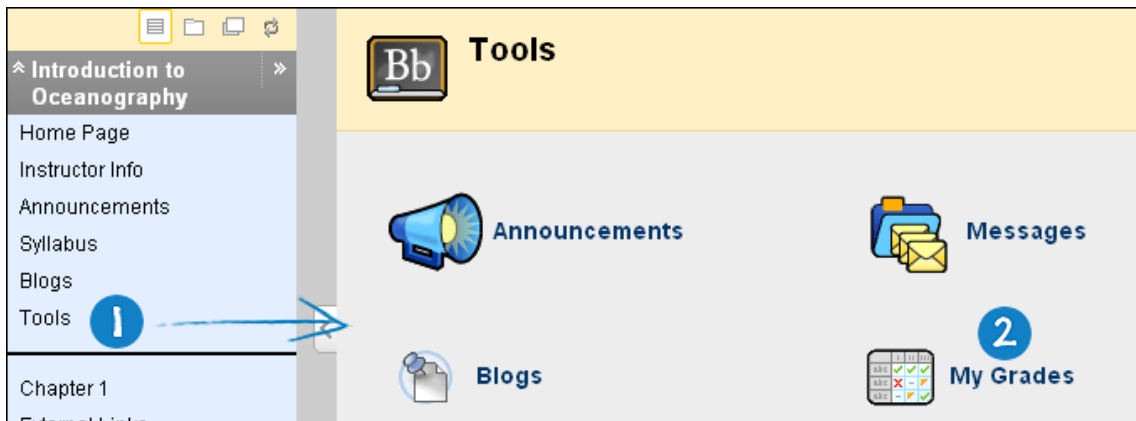 Introduction to
Oceanography
Home Page
Instructor Info
Announcements
Syllabus
Blogs
Tools
1
Chapter 1
Bb
Tools
Announcements
Messages
2
Blogs
My Grades